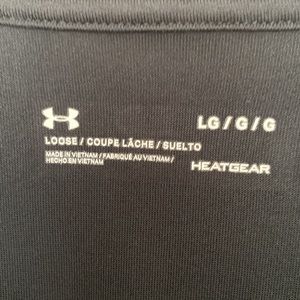 LG / G / G
LOOSE / COUPE LÂCHE / SUELTO
MADE IN VIETNAM / FABRIQUÉ AU VIETNAM /
HECHO EN VIETNAM
HEATGEAR